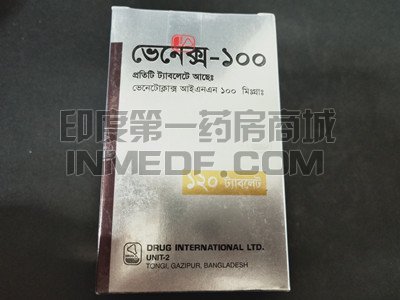 ভেনেক্স-১০০
প্রতিটি ট্যাবলেটে আছেঃ
ভেনেটোক্লাক্স আইএনএন ১০০ মিঃগ্রাঃ
印度第一药房商城
INMEDF.COM
১২০ ট্যাবলেট
DRUG INTERNATIONAL LTD.
UNIT-2
TONGI, GAZIPUR, BANGLADESH